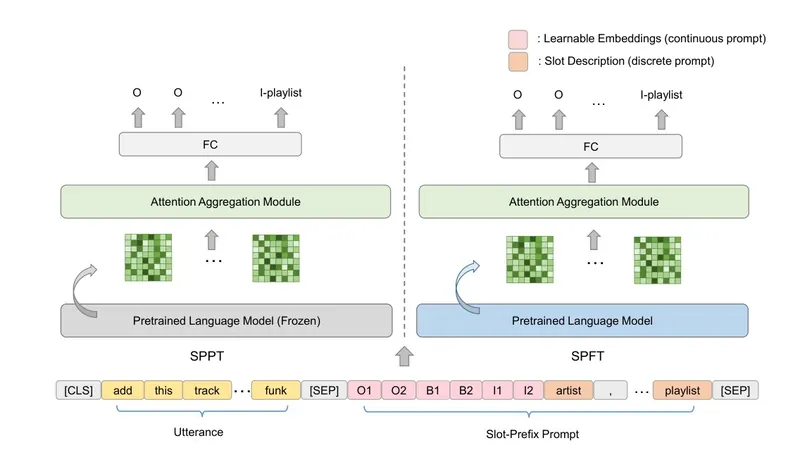 : Learnable Embeddings (continuous prompt)
: Slot Description (discrete prompt)
O O ... I-playlist
O O ... I-playlist
FC
FC
Attention Aggregation Module
Attention Aggregation Module
...
...
Pretrained Language Model (Frozen)
Pretrained Language Model
SPPT
SPFT
[CLS] add this track ... funk [SEP] O1 O2 B1 B2 I1 I2 artist , ... playlist [SEP]
Utterance
Slot-Prefix Prompt